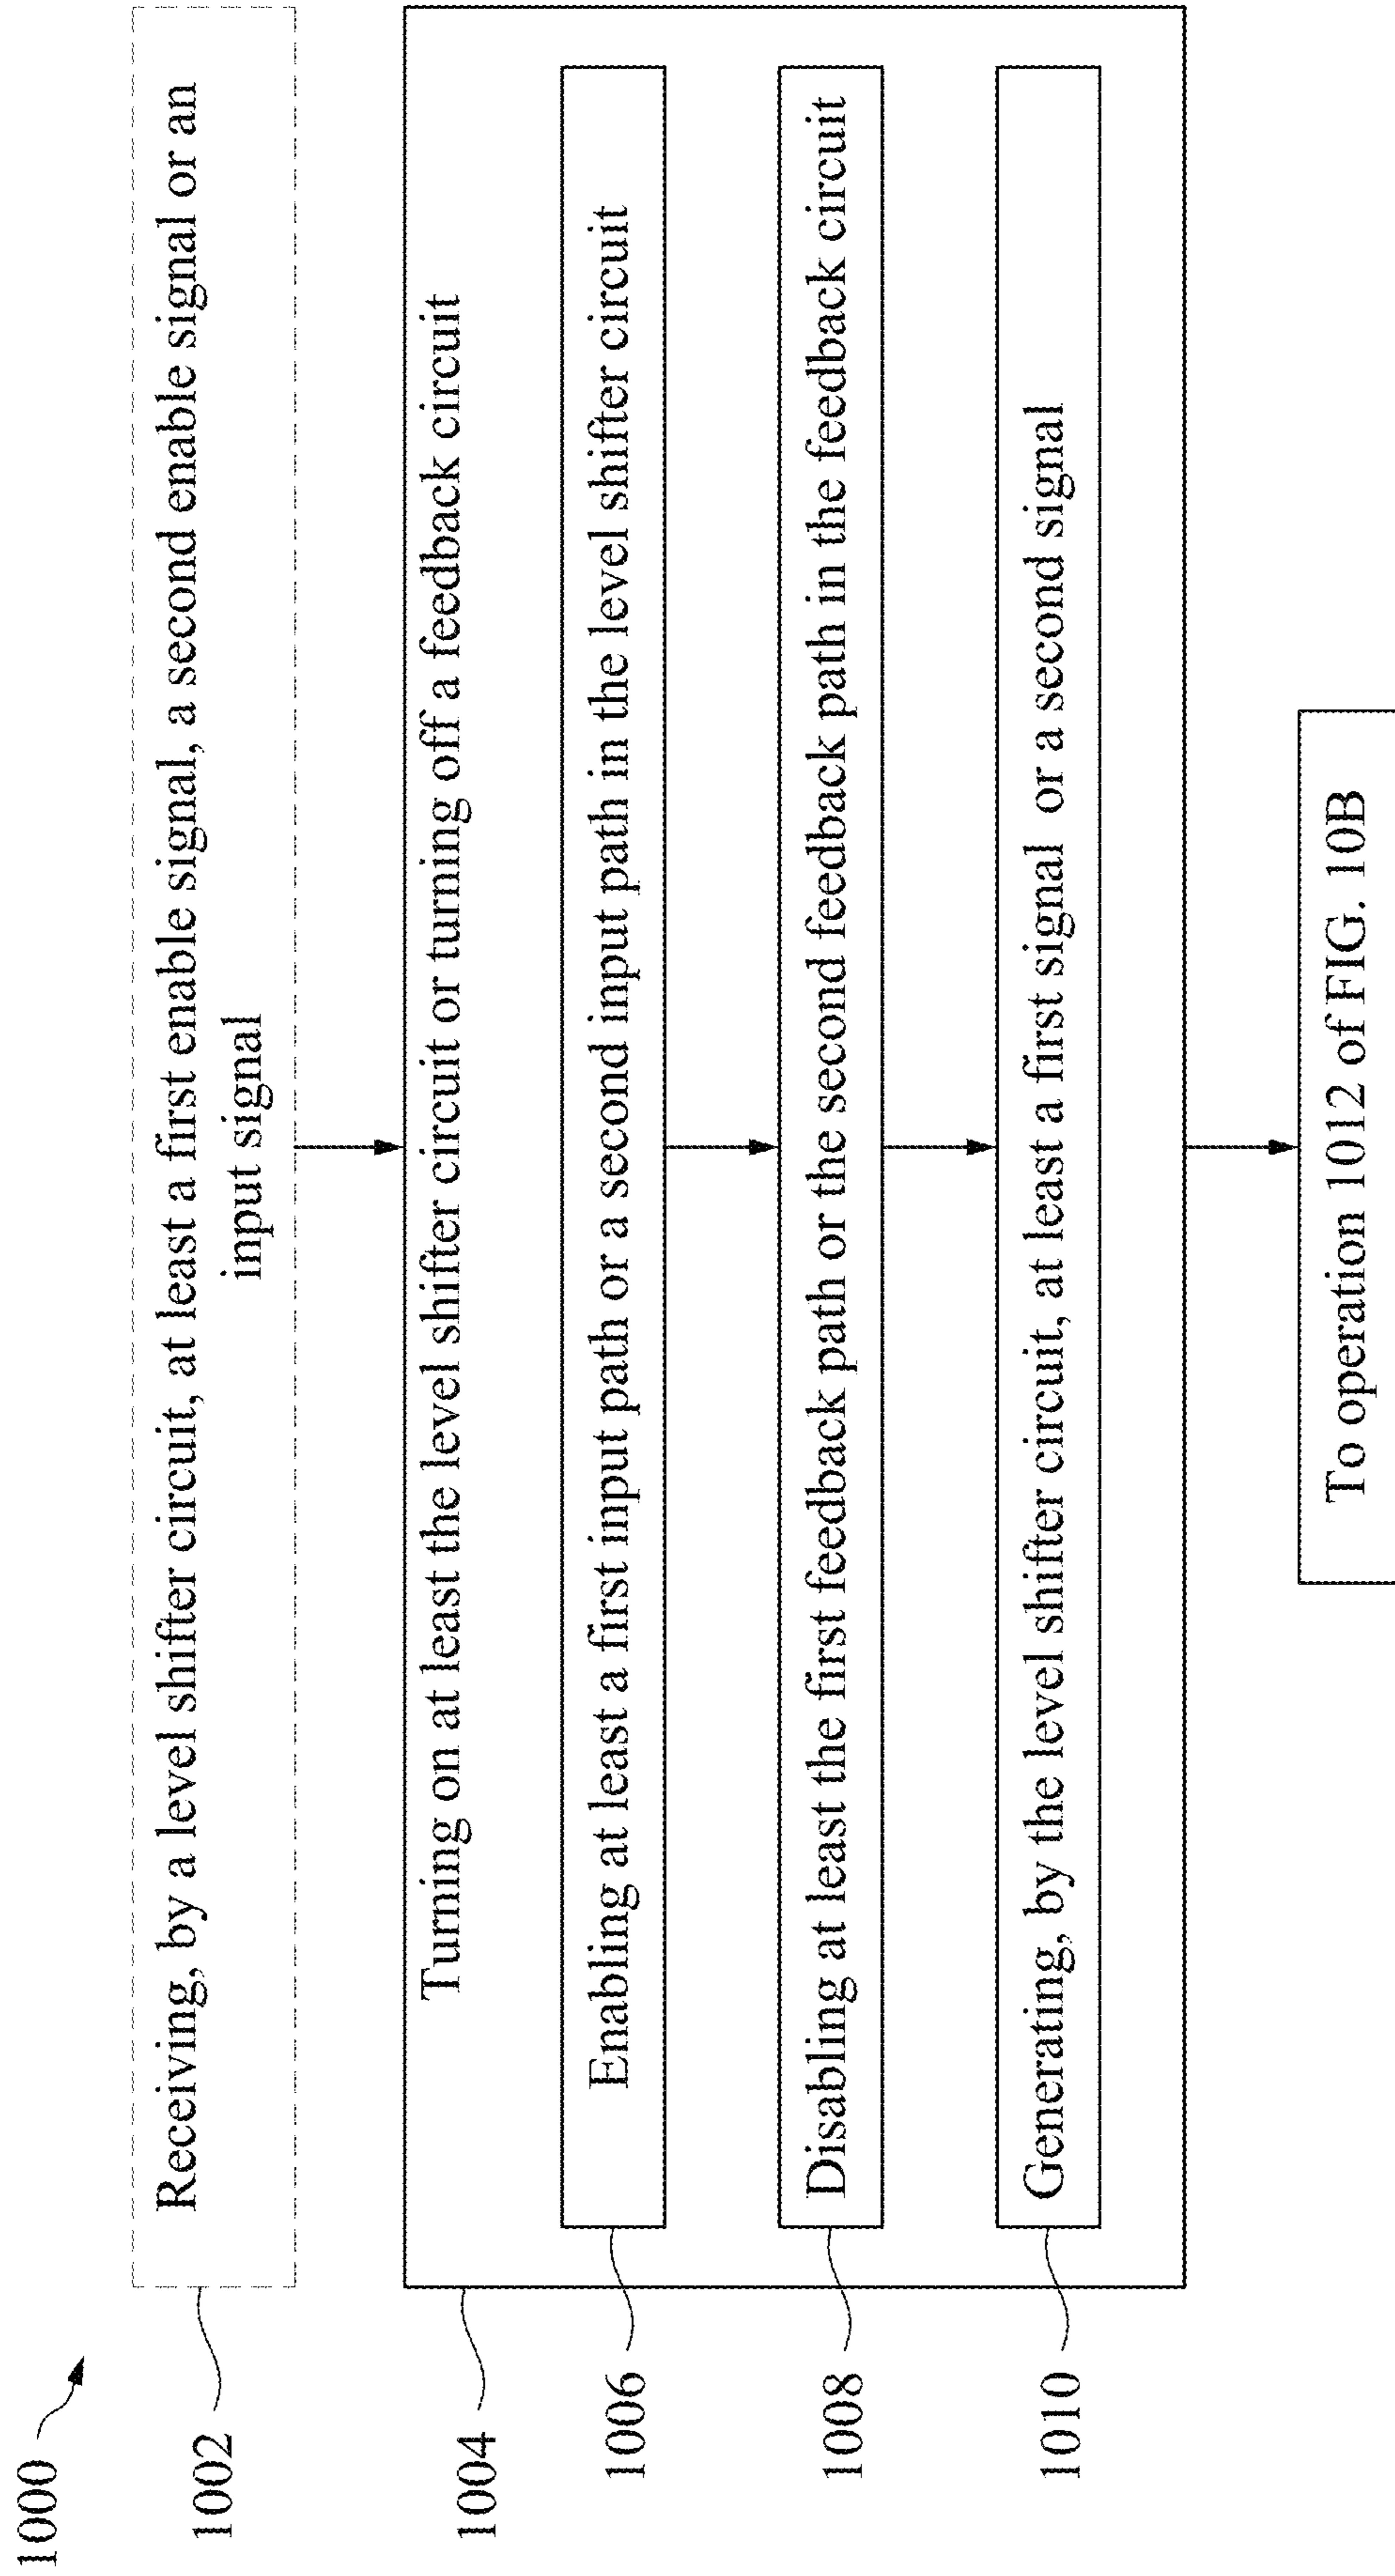 1000
1002
Receiving, by a level shifter circuit, at least a first enable signal, a second enable signal or an
input signal
1004
Turning on at least the level shifter circuit or turning off a feedback circuit
1006
Enabling at least a first input path or a second input path in the level shifter circuit
1008
Disabling at least the first feedback path or the second feedback path in the feedback circuit
1010
Generating, by the level shifter circuit, at least a first signal or a second signal
To operation 1012 of FIG. 10B